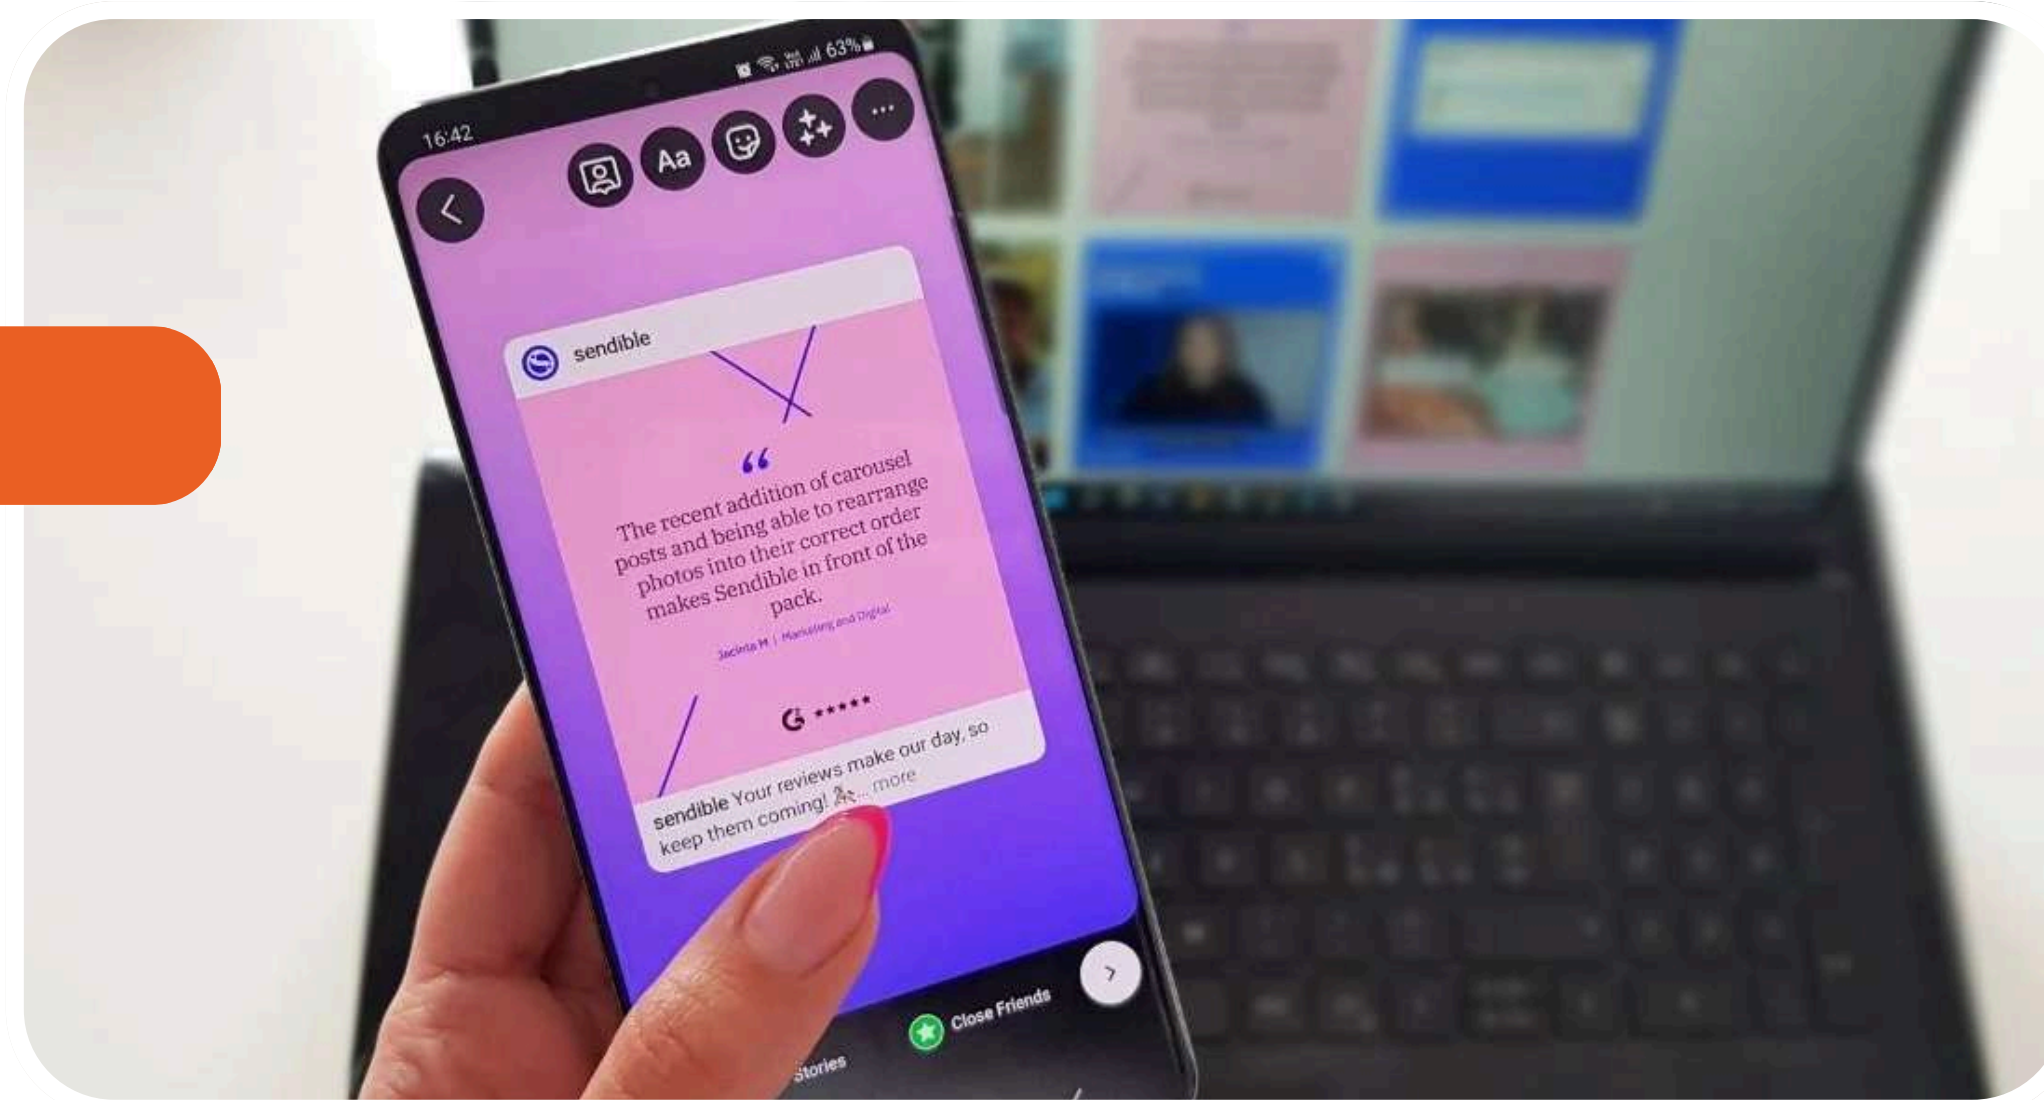 16:42
63%
Aa
sendible
“
The recent addition of carousel
posts and being able to rearrange
photos into their correct order
makes Sendible in front of the
pack.
Jacinta M | Marketing and Digital
sendible Your reviews make our day, so
keep them coming! ... more
Stories
Close Friends